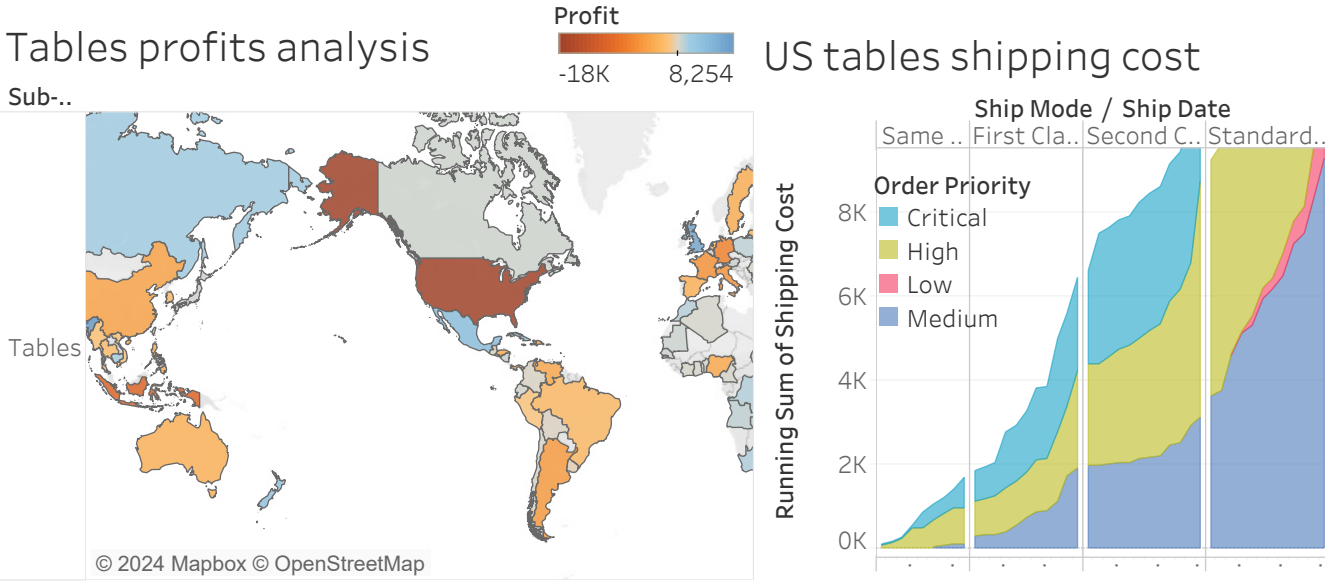 Tables profits analysis
Profit
-18K 8,254
Sub-..
Tables
© 2024 Mapbox © OpenStreetMap
US tables shipping cost
Ship Mode / Ship Date
Same .. First Cla.. Second C.. Standard..
Running Sum of Shipping Cost
Order Priority
Critical
High
Low
Medium
8K
6K
4K
2K
0K